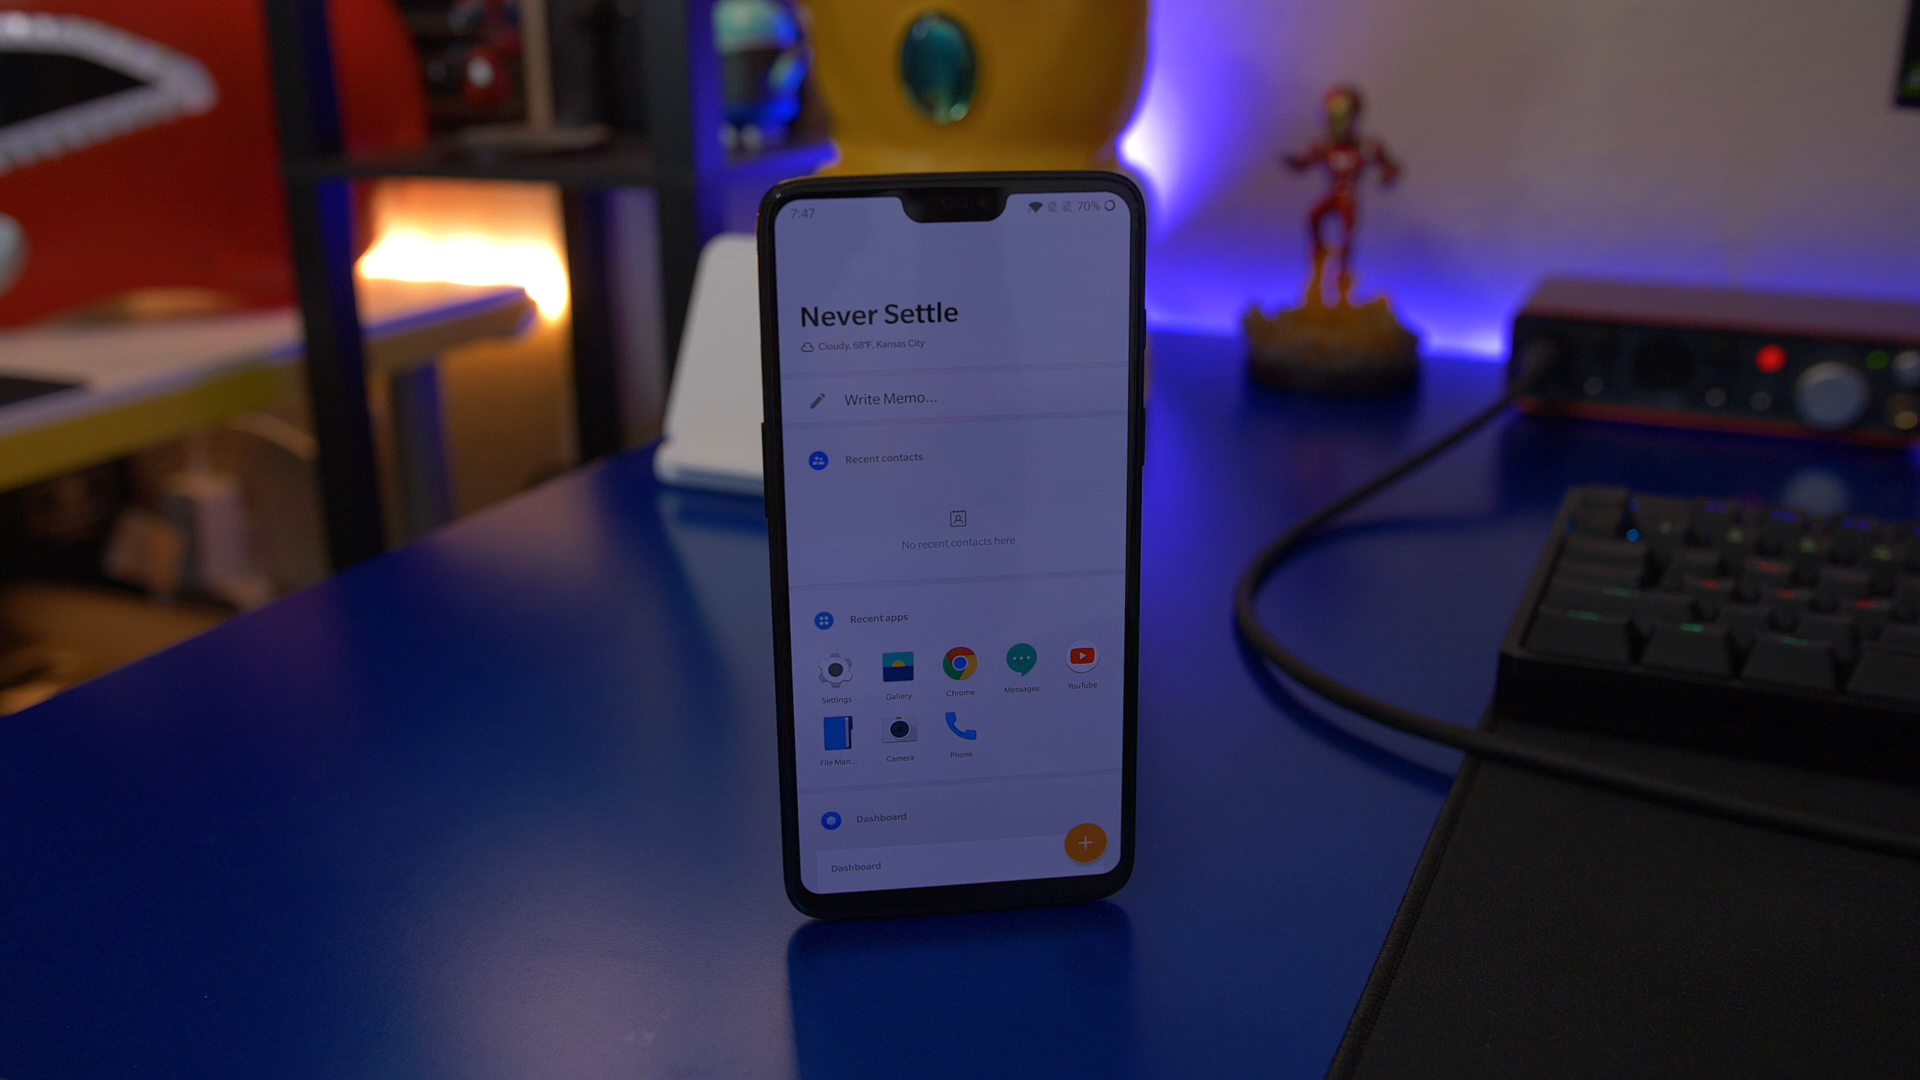 7:47
70%
Never Settle
Cloudy, 68°F, Kansas City
Write Memo...
Recent contacts
No recent contacts here
Recent apps
Settings
Gallery
Chrome
Messages
YouTube
File Man...
Camera
Phone
Dashboard
Dashboard